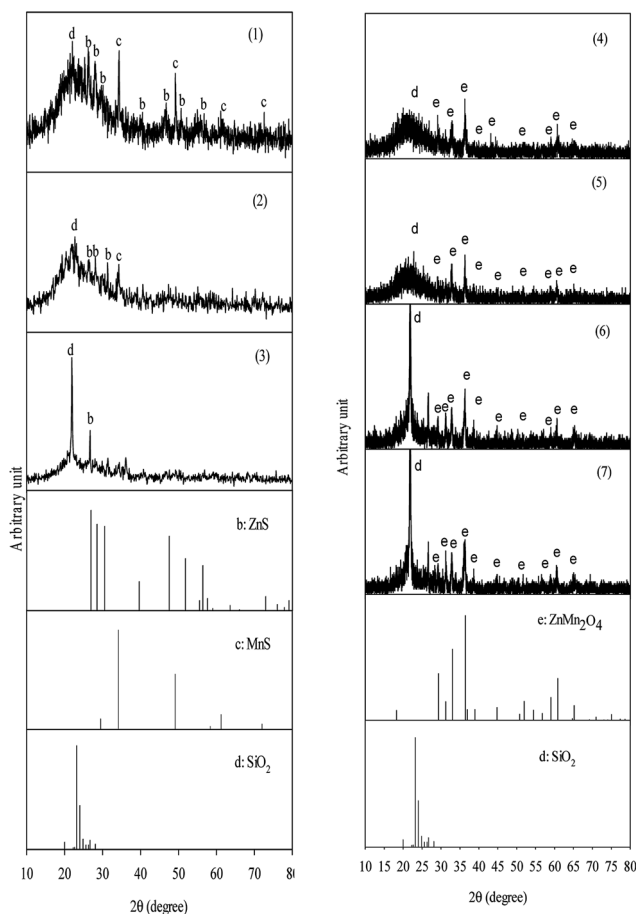 (1)
d
b
b
b
c
b
b
c
b
b
c
c
(2)
d
bb
b
c
(3)
d
b
b: ZnS
c: MnS
d: SiO2
10 20 30 40 50 60 70 80
2θ (degree)
Arbitrary unit
(4)
d
e
e
e
e
e
e
e
e
e
(5)
d
e
e
e
e
e
e
e
e
e
(6)
d
e
e
e
e
e
e
e
e
e
e
(7)
d
e
e
e
e
e
e
e
e
e
e
e: ZnMn2O4
d: SiO2
10 15 20 25 30 35 40 45 50 55 60 65 70 75 80
2θ (degree)
Arbitrary unit